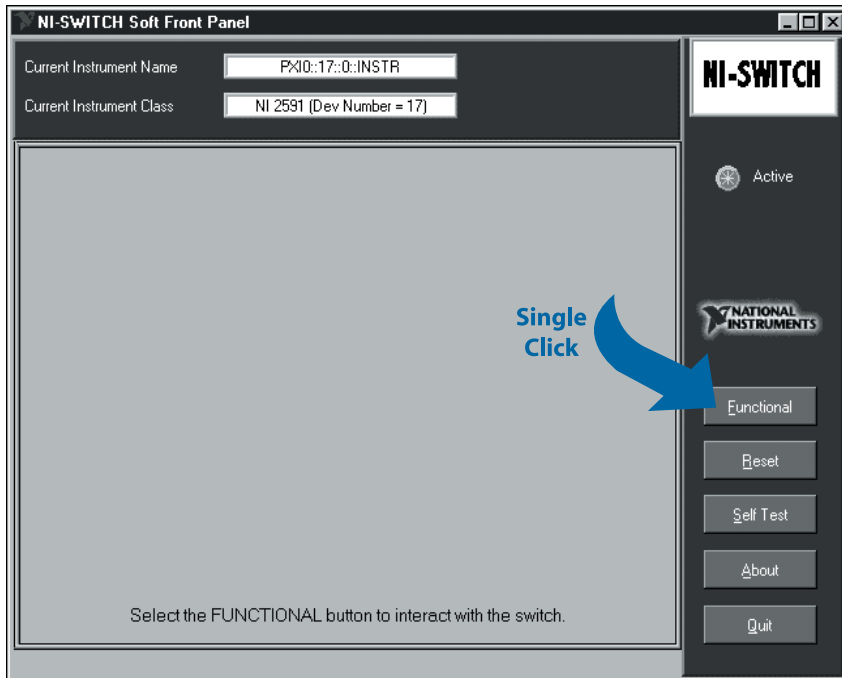 NI-SWITCH Soft Front Panel
Current Instrument Name
PXI0::17::0::INSTR
Current Instrument Class
NI 2591 (Dev Number = 17)
NI-SWITCH
Active
NATIONAL
INSTRUMENTS
Single
Click
Functional
Reset
Self Test
About
Quit
Select the FUNCTIONAL button to interact with the switch.